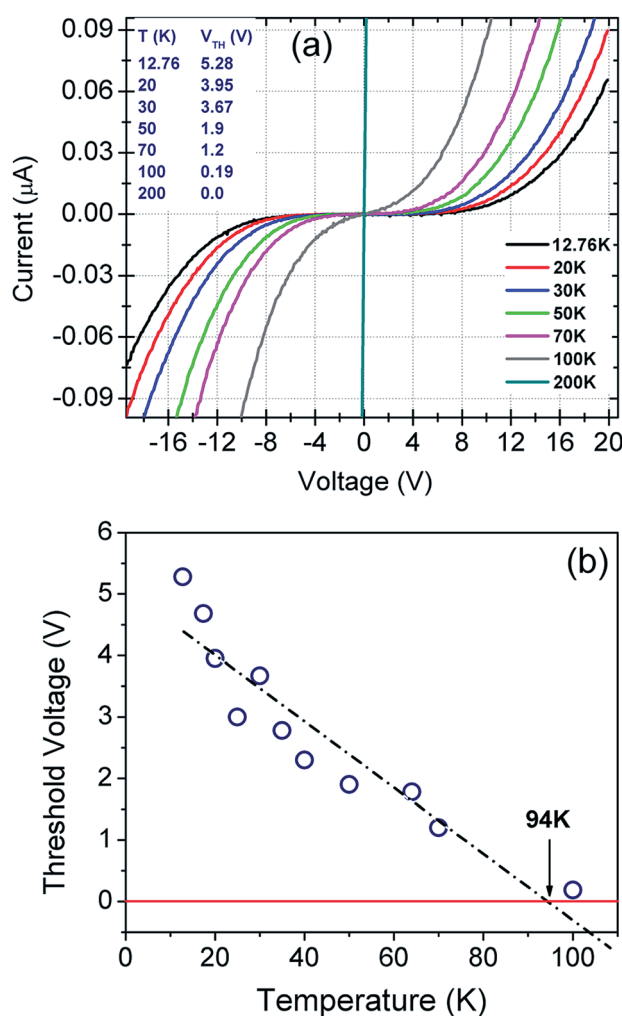 (a)
T (K) V_TH (V)
12.76 5.28
20 3.95
30 3.67
50 1.9
70 1.2
100 0.19
200 0.0
0.09
0.06
0.03
0.00
-0.03
-0.06
-0.09
Current (μA)
12.76K
20K
30K
50K
70K
100K
200K
-16 -12 -8 -4 0 4 8 12 16 20
Voltage (V)
(b)
6
5
4
3
2
1
0
Threshold Voltage (V)
94K
0 20 40 60 80 100
Temperature (K)